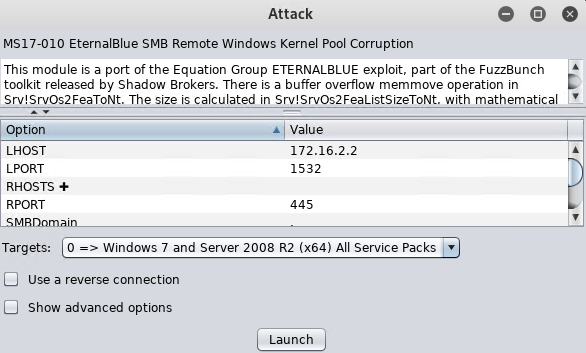 Attack
MS17-010 EternalBlue SMB Remote Windows Kernel Pool Corruption
This module is a port of the Equation Group ETERNALBLUE exploit, part of the FuzzBunch
toolkit released by Shadow Brokers. There is a buffer overflow memmove operation in
Srv!SrvOs2FeaToNt. The size is calculated in Srv!SrvOs2FeaListSizeToNt, with mathematical
Option Value
LHOST 172.16.2.2
LPORT 1532
RHOSTS ✚
RPORT 445
SMBDomain .
Targets: 0 => Windows 7 and Server 2008 R2 (x64) All Service Packs
Use a reverse connection
Show advanced options
Launch